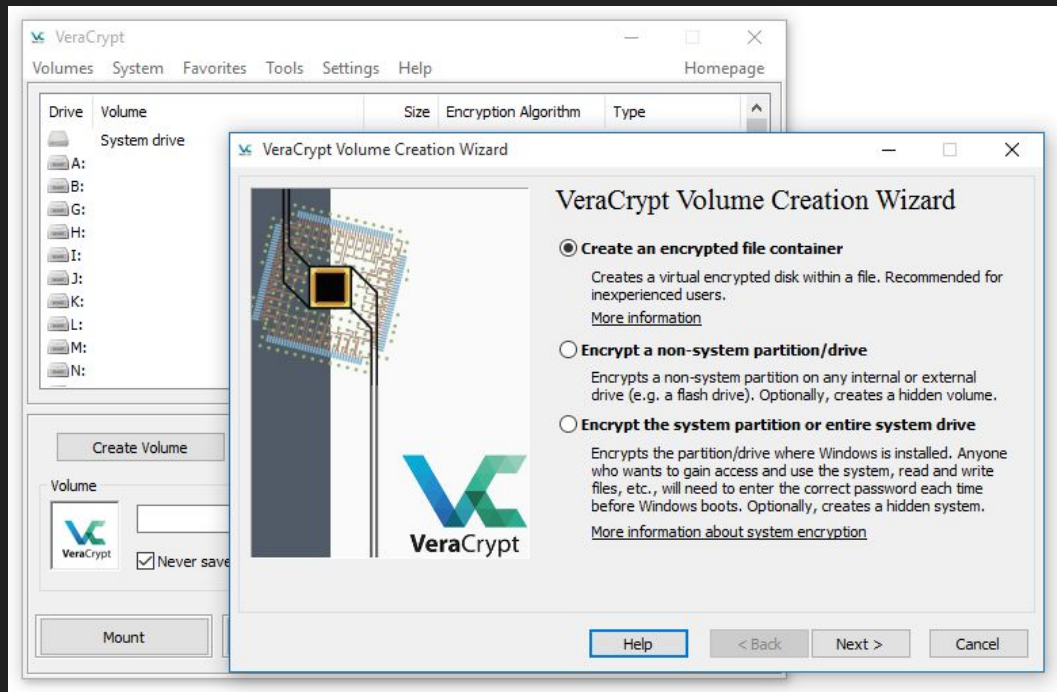 VeraCrypt
Volumes System Favorites Tools Settings Help Homepage
Drive Volume Size Encryption Algorithm Type
System drive
A:
B:
G:
H:
I:
J:
K:
L:
M:
N:
Create Volume
Volume
VeraCrypt
Never save
Mount
VeraCrypt Volume Creation Wizard
VeraCrypt
VeraCrypt Volume Creation Wizard
Create an encrypted file container
Creates a virtual encrypted disk within a file. Recommended for
inexperienced users.
More information
Encrypt a non-system partition/drive
Encrypts a non-system partition on any internal or external
drive (e.g. a flash drive). Optionally, creates a hidden volume.
Encrypt the system partition or entire system drive
Encrypts the partition/drive where Windows is installed. Anyone
who wants to gain access and use the system, read and write
files, etc., will need to enter the correct password each time
before Windows boots. Optionally, creates a hidden system.
More information about system encryption
Help < Back Next > Cancel